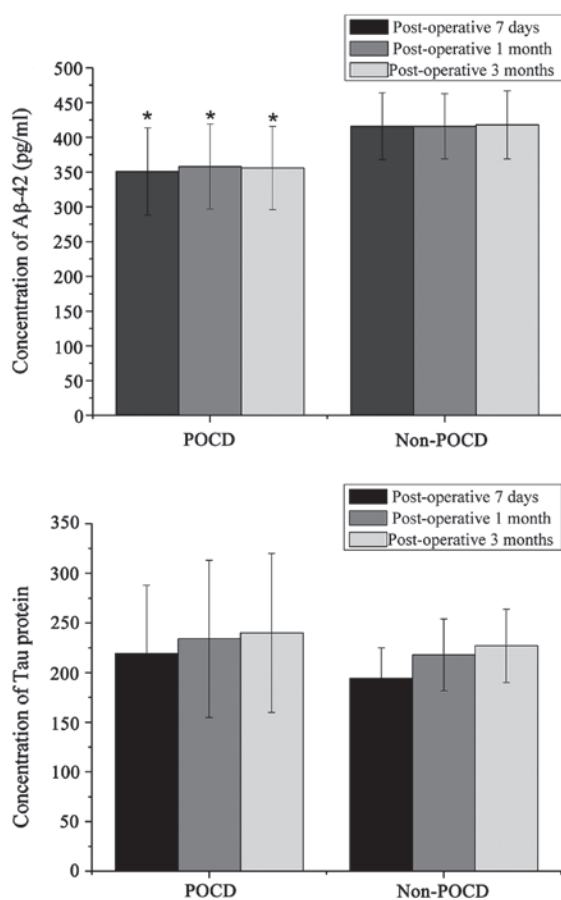 Post-operative 7 days
Post-operative 1 month
Post-operative 3 months
Concentration of Aβ-42 (pg/ml)
500
450
400
350
300
250
200
150
100
50
0
* * *
POCD Non-POCD
Post-operative 7 days
Post-operative 1 month
Post-operative 3 months
Concentration of Tau protein
350
300
250
200
150
100
50
0
POCD Non-POCD